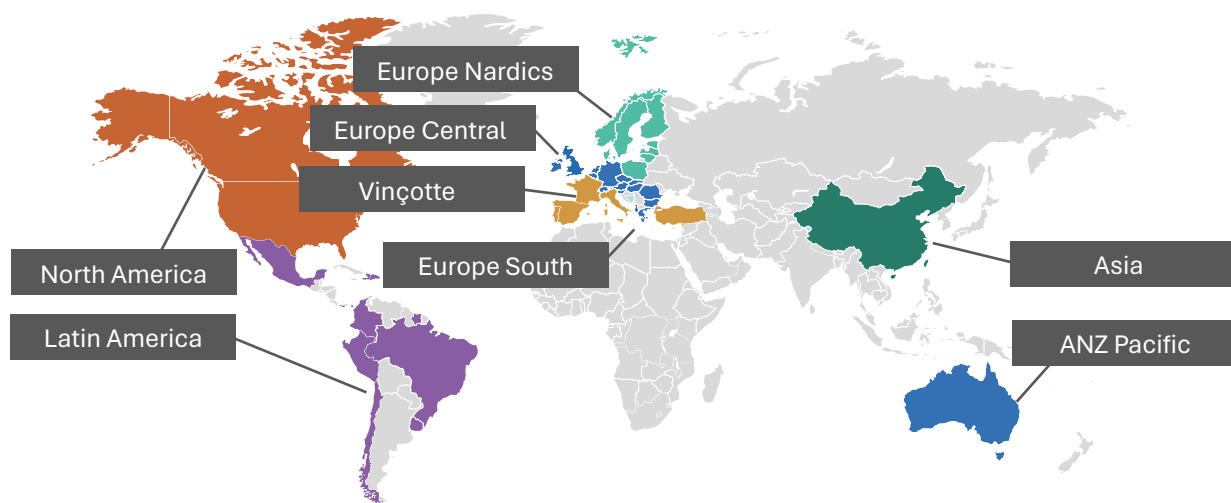 Europe Nardics
Europe Central
Vinçotte
North America
Europe South
Asia
Latin America
ANZ Pacific